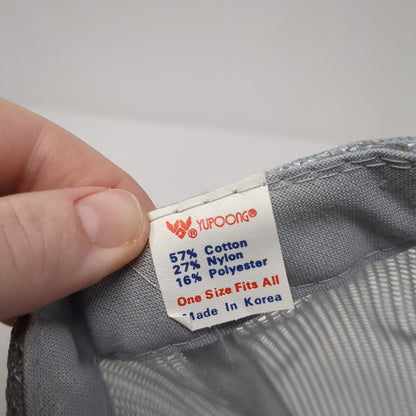 YUPOONG®
57% Cotton
27% Nylon
16% Polyester
One Size Fits All
Made In Korea